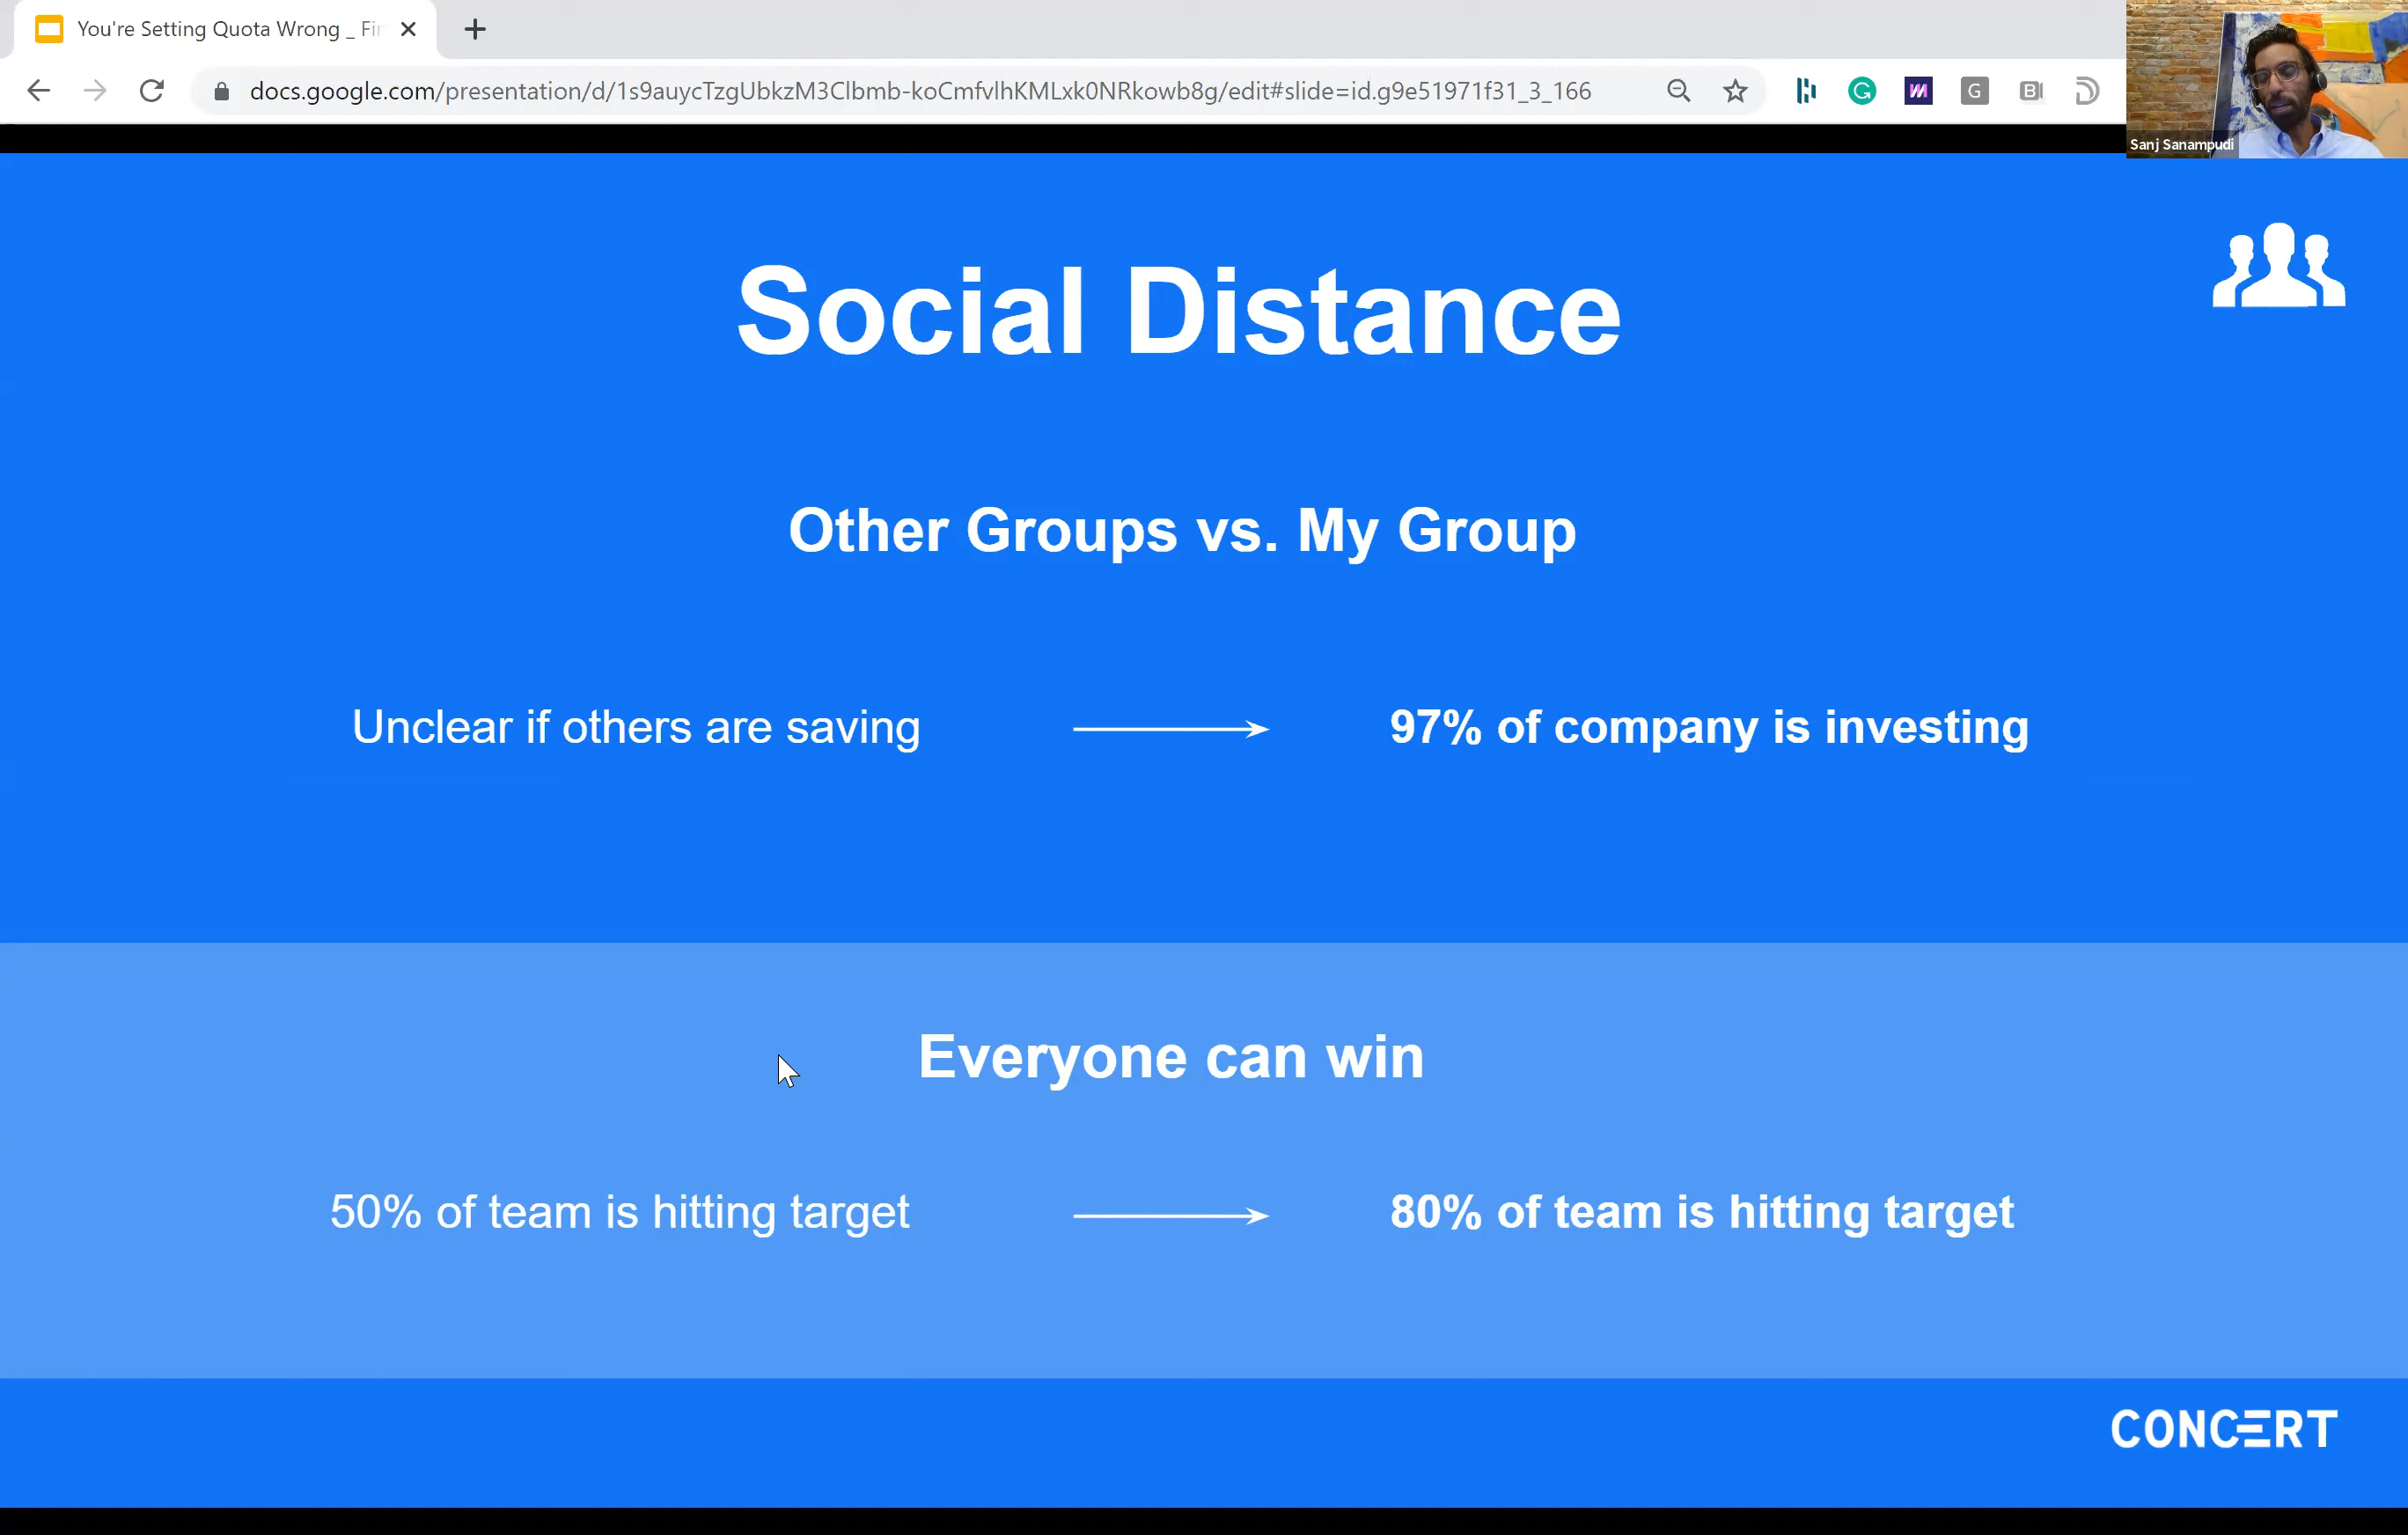 You're Setting Quota Wrong _ Fir
docs.google.com/presentation/d/1s9auycTzgUbkzM3Clbmb-koCmfvlhKMLxk0NRkowb8g/edit#slide=id.g9e51971f31_3_166
Sanj Sanampudi
Social Distance
Other Groups vs. My Group
Unclear if others are saving
97% of company is investing
Everyone can win
50% of team is hitting target
80% of team is hitting target
CONCERT